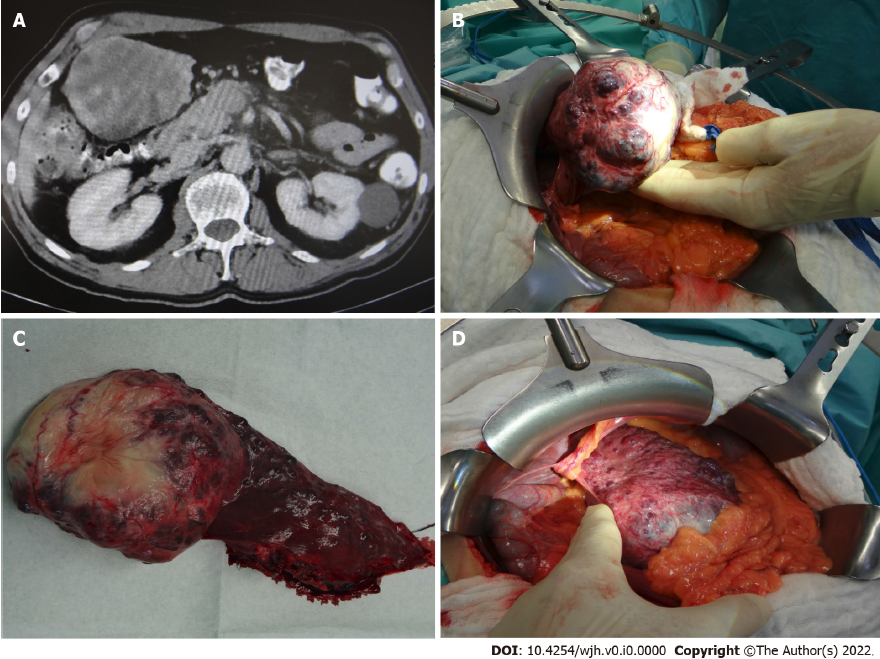 A
B
C
D
DOI: 10.4254/wjh.v0.i0.0000 Copyright ©The Author(s) 2022.